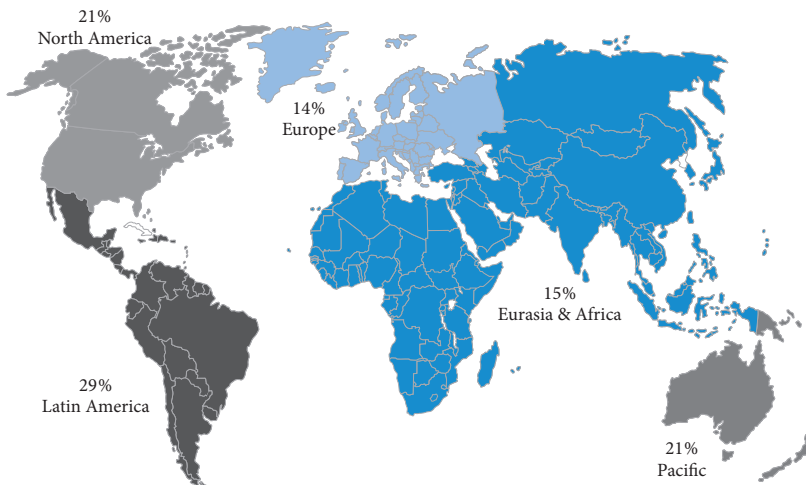 21%
North America
14%
Europe
15%
Eurasia & Africa
29%
Latin America
21%
Pacific